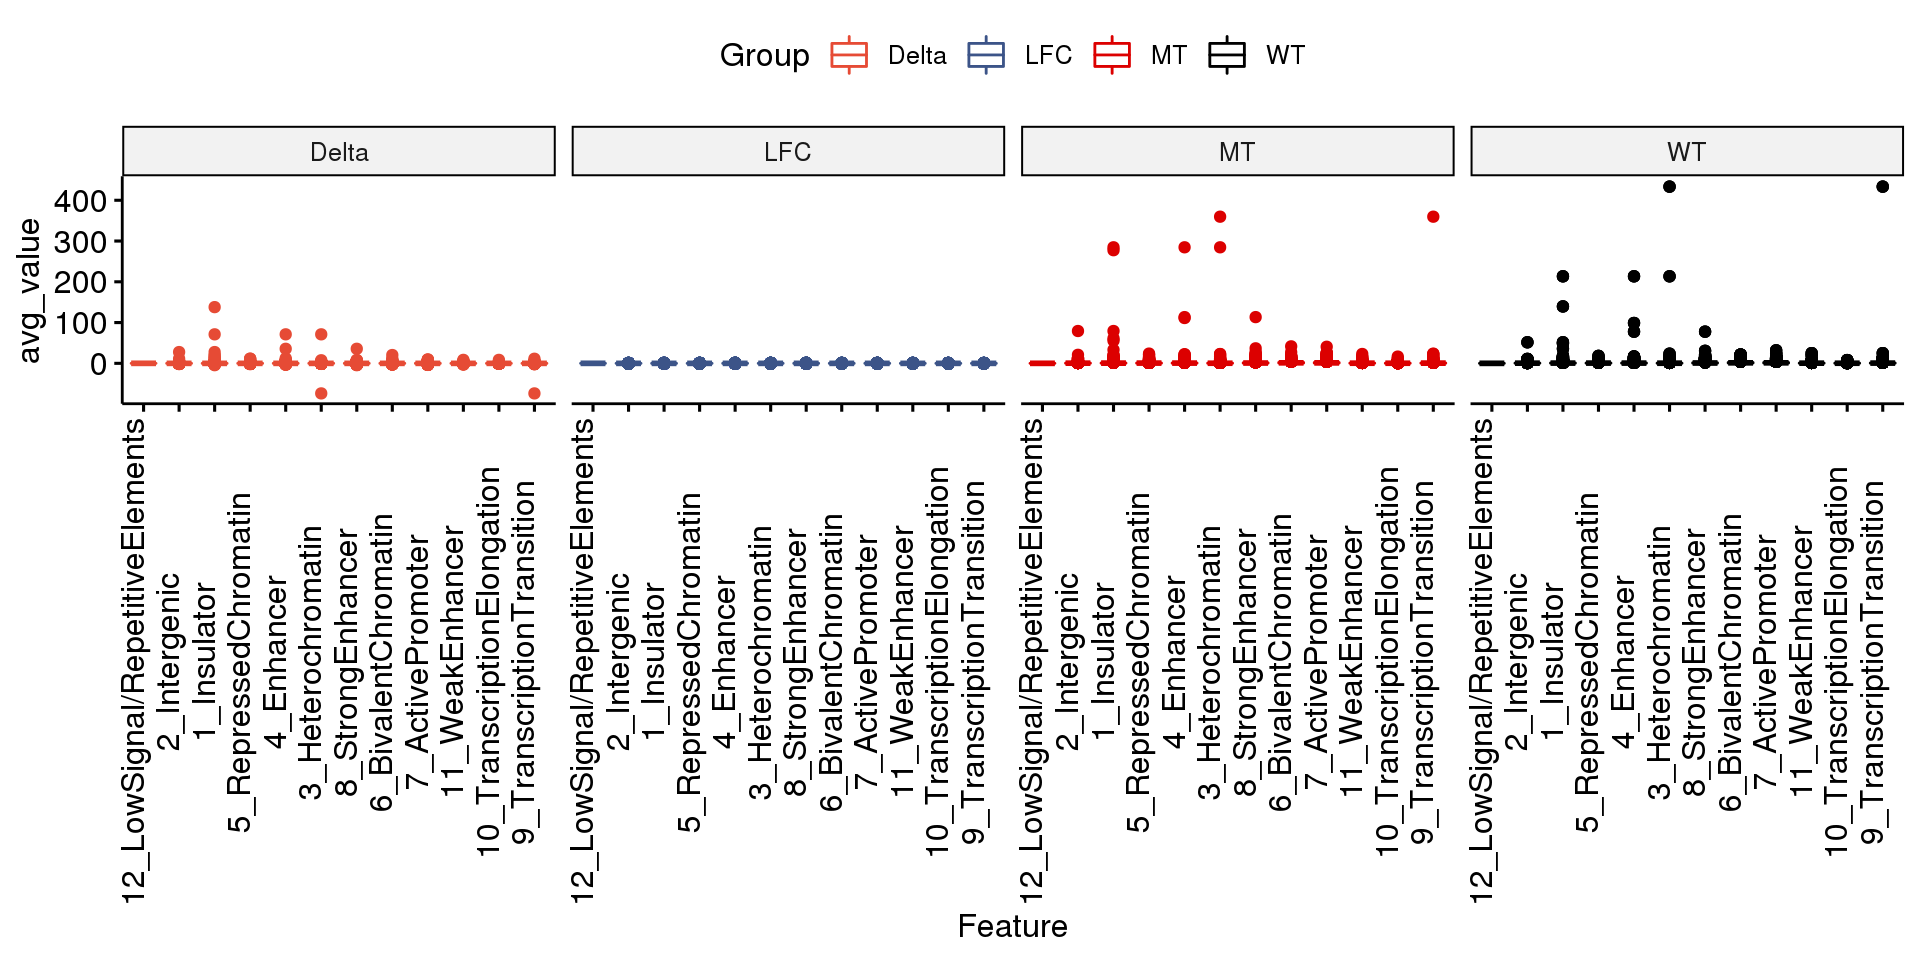 Group Delta LFC MT WT
Delta LFC MT WT
avg_value
400
300
200
100
0
12_LowSignal/RepetitiveElements
2_Intergenic
1_Insulator
5_RepressedChromatin
4_Enhancer
3_Heterochromatin
8_StrongEnhancer
6_BivalentChromatin
7_ActivePromoter
11_WeakEnhancer
10_TranscriptionElongation
9_TranscriptionTransition
12_LowSignal/RepetitiveElements
2_Intergenic
1_Insulator
5_RepressedChromatin
4_Enhancer
3_Heterochromatin
8_StrongEnhancer
6_BivalentChromatin
7_ActivePromoter
11_WeakEnhancer
10_TranscriptionElongation
9_TranscriptionTransition
12_LowSignal/RepetitiveElements
2_Intergenic
1_Insulator
5_RepressedChromatin
4_Enhancer
3_Heterochromatin
8_StrongEnhancer
6_BivalentChromatin
7_ActivePromoter
11_WeakEnhancer
10_TranscriptionElongation
9_TranscriptionTransition
12_LowSignal/RepetitiveElements
2_Intergenic
1_Insulator
5_RepressedChromatin
4_Enhancer
3_Heterochromatin
8_StrongEnhancer
6_BivalentChromatin
7_ActivePromoter
11_WeakEnhancer
10_TranscriptionElongation
9_TranscriptionTransition
Feature